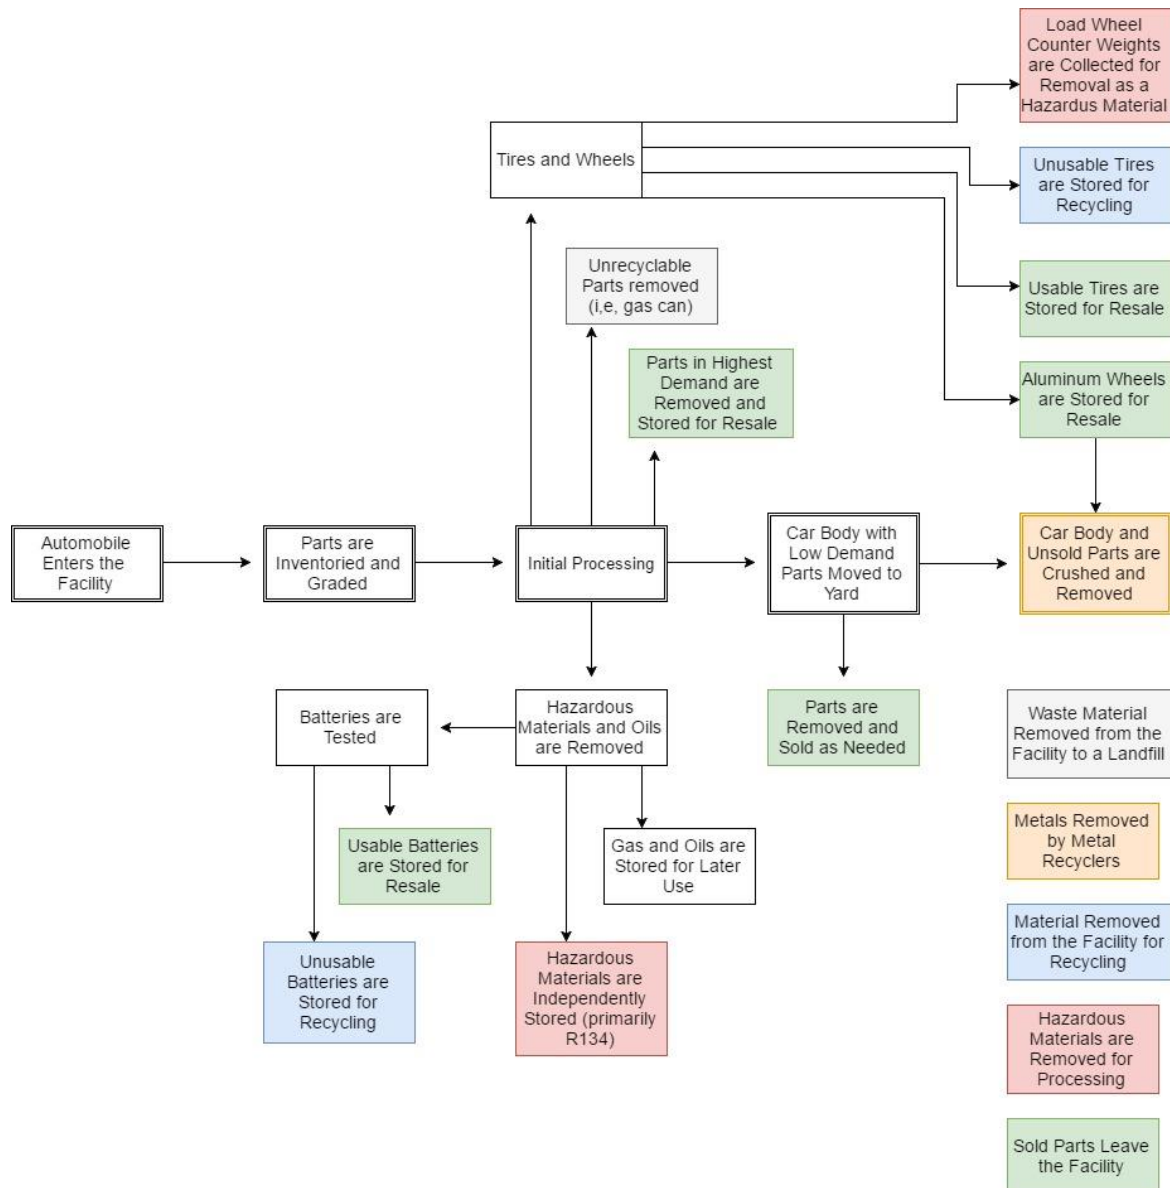 Load Wheel
Counter Weights
are Collected for
Removal as a
Hazardus Material
Tires and Wheels
Unusable Tires
are Stored for
Recycling
Unrecyclable
Parts removed
(i,e, gas can)
Usable Tires are
Stored for Resale
Parts in Highest
Demand are
Removed and
Stored for Resale
Aluminum Wheels
are Stored for
Resale
Automobile
Enters the
Facility
Parts are
Inventoried and
Graded
Initial Processing
Car Body with
Low Demand
Parts Moved to
Yard
Car Body and
Unsold Parts are
Crushed and
Removed
Batteries are
Tested
Hazardous
Materials and Oils
are Removed
Parts are
Removed and
Sold as Needed
Waste Material
Removed from the
Facility to a Landfill
Usable Batteries
are Stored for
Resale
Gas and Oils are
Stored for Later
Use
Metals Removed
by Metal
Recyclers
Unusable
Batteries are
Stored for
Recycling
Hazardous
Materials are
Independently
Stored (primarily
R134)
Material Removed
from the Facility for
Recycling
Hazardous
Materials are
Removed for
Processing
Sold Parts Leave
the Facility